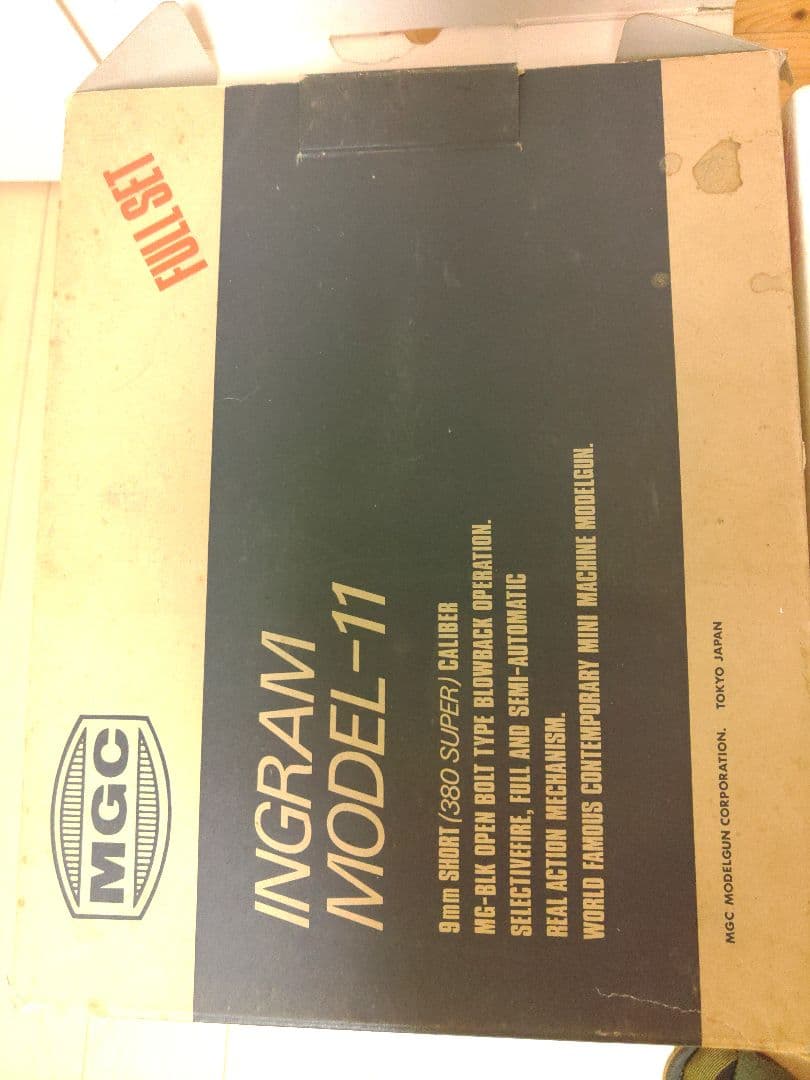 MGC
FULL SET
INGRAM
MODEL-11
9mm SHORT (380 SUPER) CALIBER
MG-BLK OPEN BOLT TYPE BLOWBACK OPERATION.
SELECTIVEFIRE., FULL AND SEMI-AUTOMATIC
REAL ACTION MECHANISM.
WORLD FAMOUS CONTEMPORARY MINI MACHINE MODELGUN.
MGC MODELGUN CORPORATION. TOKYO JAPAN